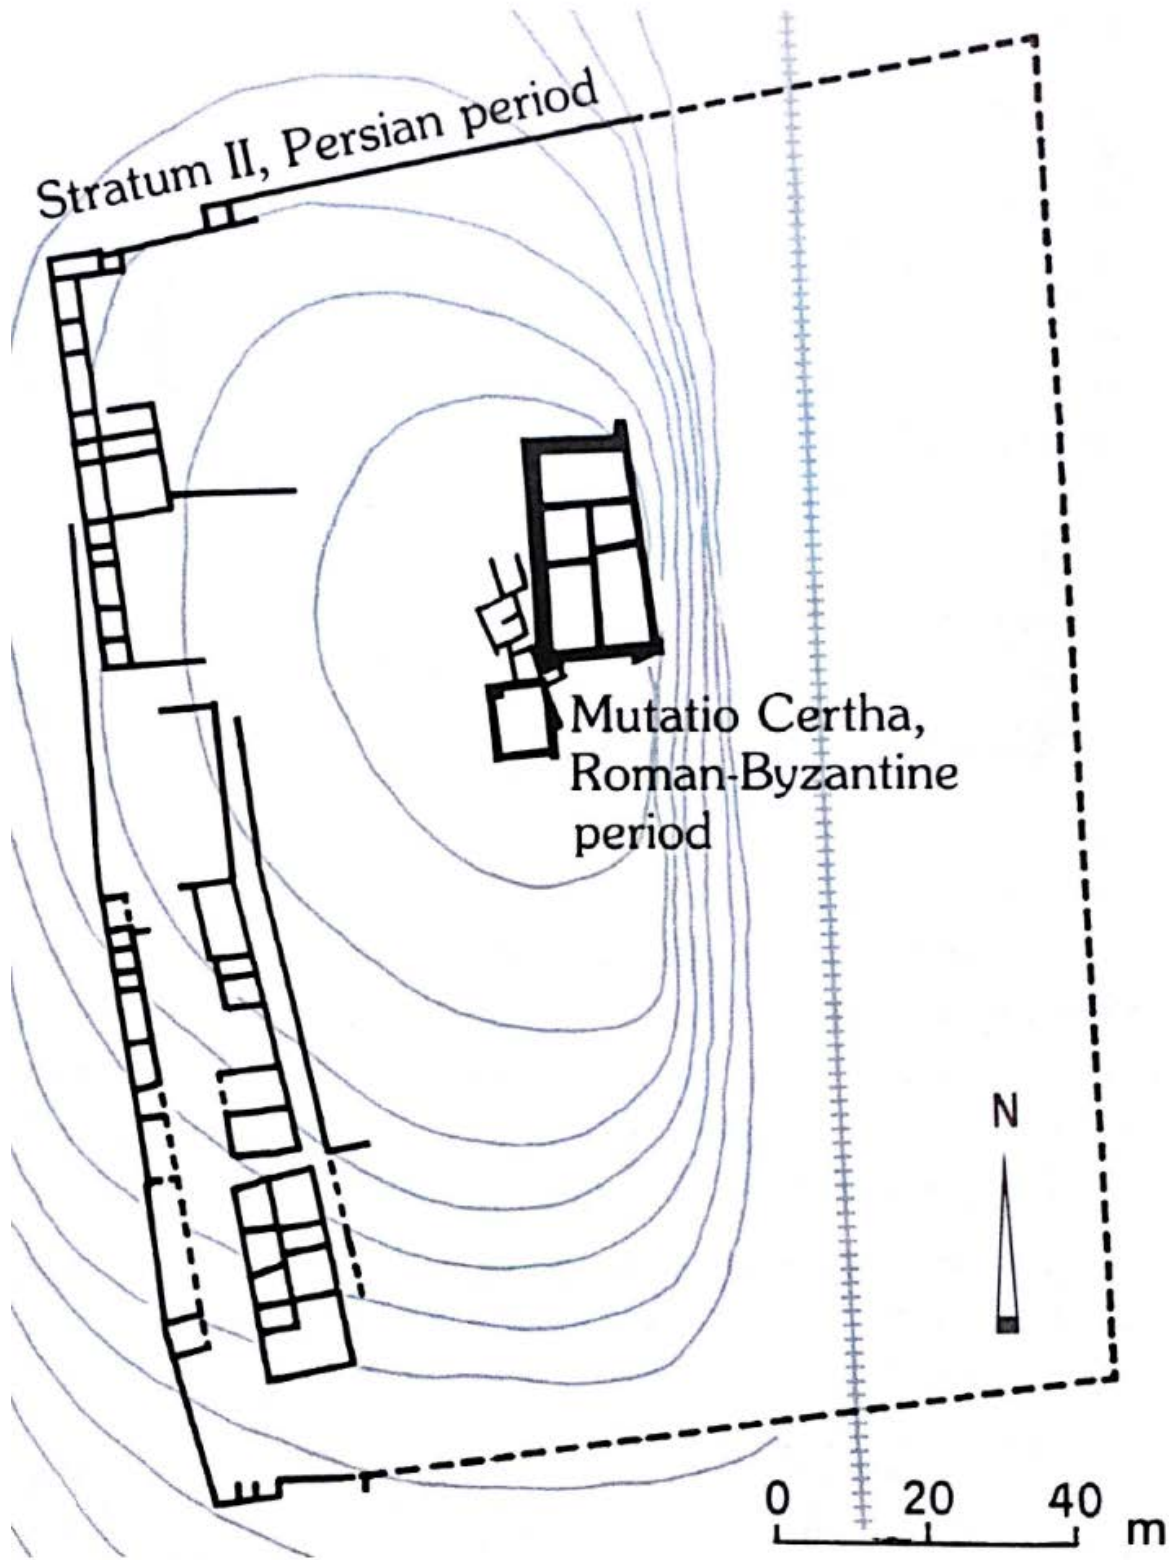 Stratum II, Persian period
Mutatio Certha,
Roman-Byzantine
period
N
0 20 40 m